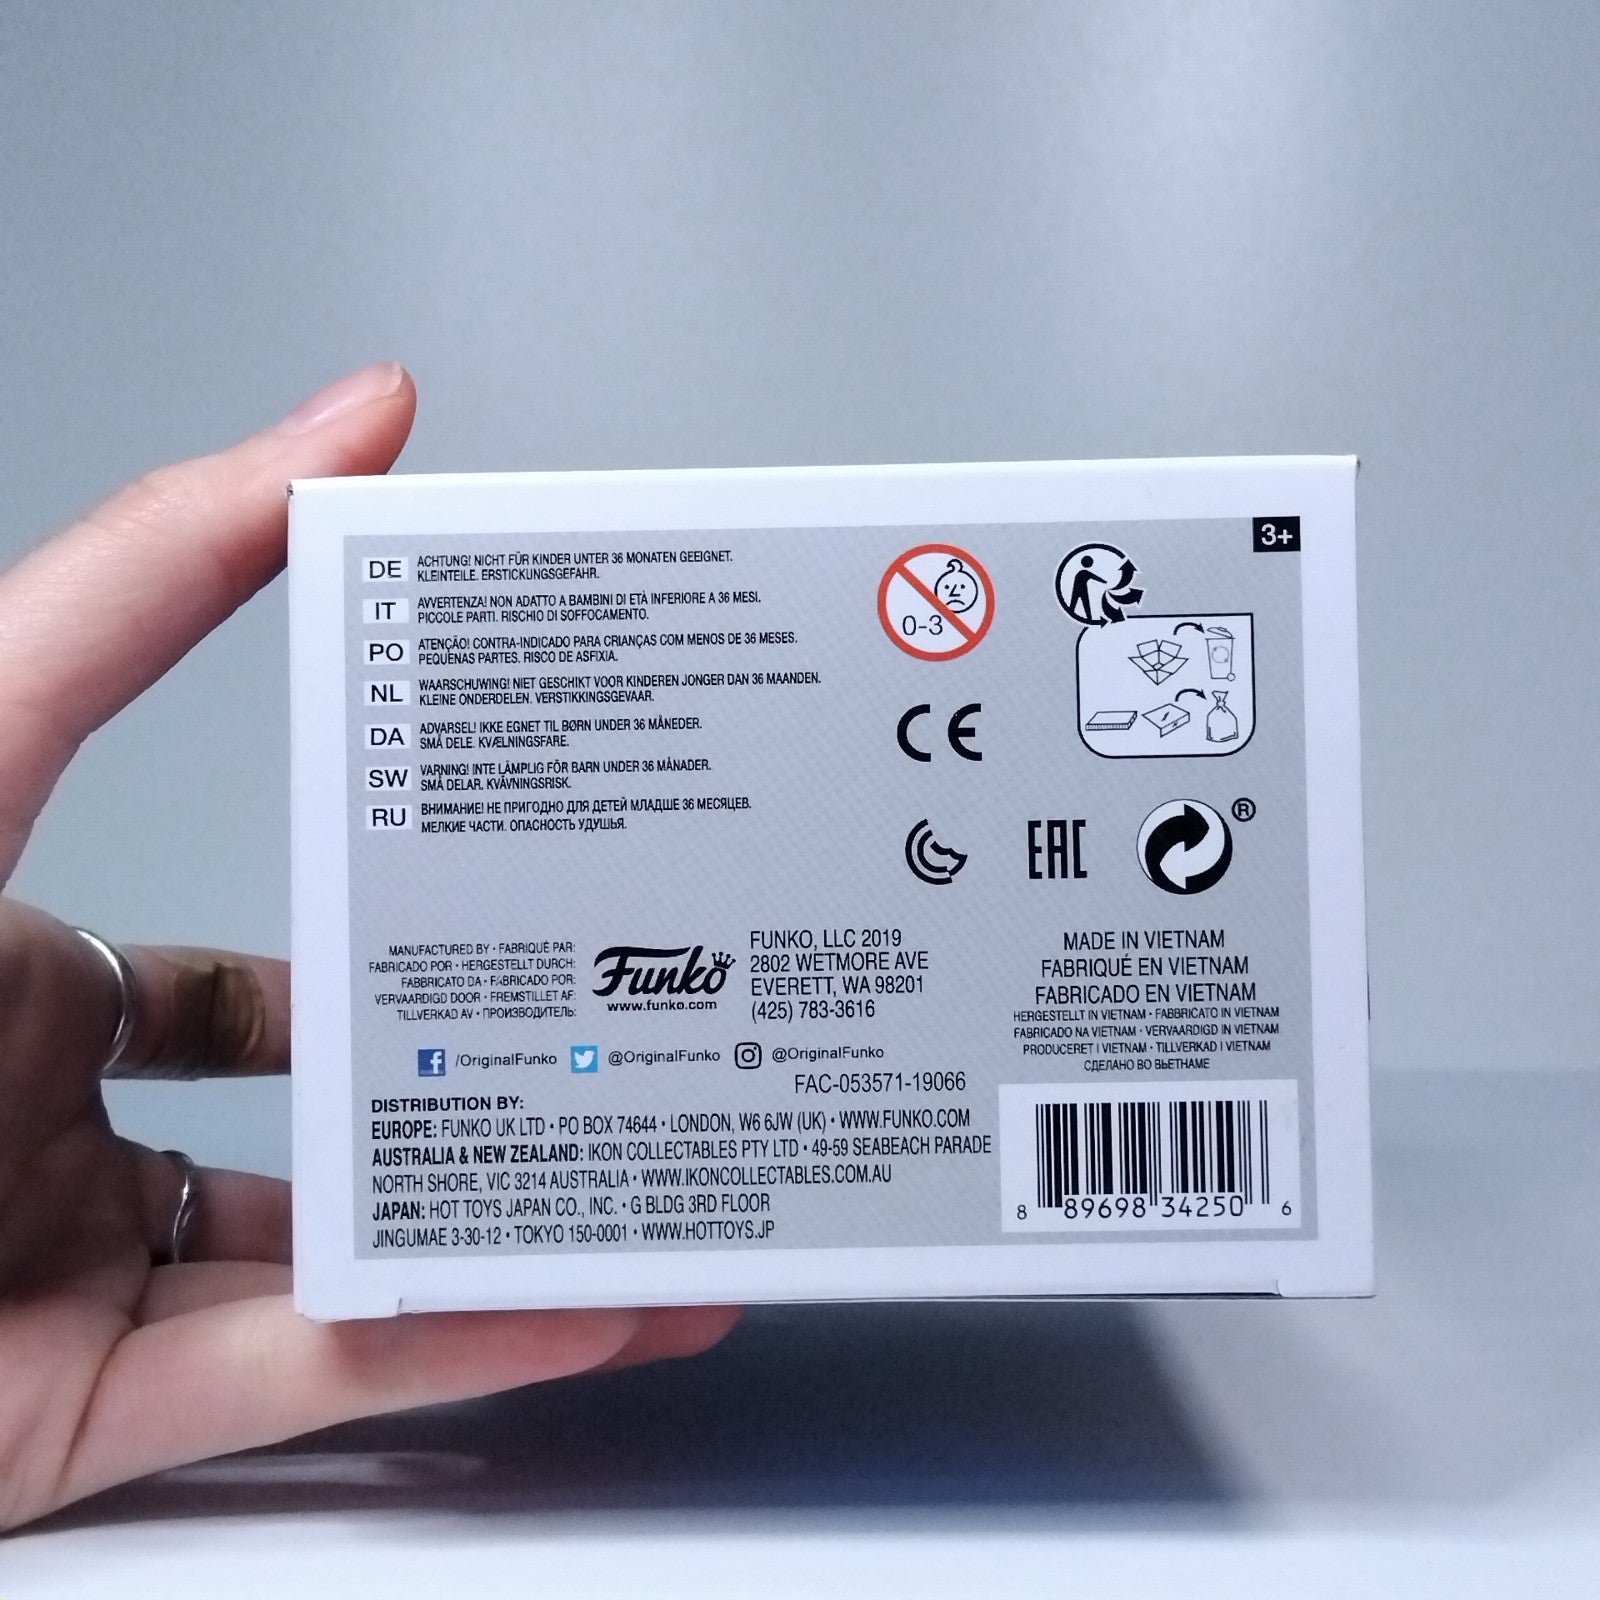 3+
DE
ACHTUNG! NICHT FÜR KINDER UNTER 36 MONATEN GEEIGNET.
KLEINTEILE. ERSTICKUNGSGEFAHR.
IT
AVVERTENZA! NON ADATTO A BAMBINI DI ETÀ INFERIORE A 36 MESI.
PICCOLE PARTI. RISCHIO DI SOFFOCAMENTO.
PO
ATENÇÃO! CONTRA-INDICADO PARA CRIANÇAS COM MENOS DE 36 MESES.
PEQUENAS PARTES. RISCO DE ASFIXIA.
NL
WAARSCHUWING! NIET GESCHIKT VOOR KINDEREN JONGER DAN 36 MAANDEN.
KLEINE ONDERDELEN. VERSTIKKINGSGEVAAR.
DA
ADVARSEL! IKKE EGNET TIL BØRN UNDER 36 MÅNEDER.
SMÅ DELE. KVÆLNINGSFARE.
SW
VARNING! INTE LÄMPLIG FÖR BARN UNDER 36 MÅNADER.
SMÅ DELAR. KVÄVNINGSRISK.
RU
ВНИМАНИЕ! НЕ ПРИГОДНО ДЛЯ ДЕТЕЙ МЛАДШЕ 36 МЕСЯЦЕВ.
МЕЛКИЕ ЧАСТИ. ОПАСНОСТЬ УДУШЬЯ.
0-3
CE
EAC
®
MANUFACTURED BY • FABRIQUÉ PAR:
FABRICADO POR • HERGESTELLT DURCH:
FABBRICATO DA • FABRICADO POR:
VERVAARDIGD DOOR • FREMSTILLET AF:
TILLVERKAD AV • ПРОИЗВОДИТЕЛЬ:
Funko
www.funko.com
FUNKO, LLC 2019
2802 WETMORE AVE
EVERETT, WA 98201
(425) 783-3616
MADE IN VIETNAM
FABRIQUÉ EN VIETNAM
FABRICADO EN VIETNAM
HERGESTELLT IN VIETNAM • FABBRICATO IN VIETNAM
FABRICADO NA VIETNAM • VERVAARDIGD IN VIETNAM
PRODUCERET I VIETNAM • TILLVERKAD I VIETNAM
СДЕЛАНО ВО ВЬЕТНАМЕ
f /OriginalFunko @OriginalFunko @OriginalFunko
FAC-053571-19066
DISTRIBUTION BY:
EUROPE: FUNKO UK LTD • PO BOX 74644 • LONDON, W6 6JW (UK) • WWW.FUNKO.COM
AUSTRALIA & NEW ZEALAND: IKON COLLECTABLES PTY LTD • 49-59 SEABEACH PARADE
NORTH SHORE, VIC 3214 AUSTRALIA • WWW.IKONCOLLECTABLES.COM.AU
JAPAN: HOT TOYS JAPAN CO., INC. • G BLDG 3RD FLOOR
JINGUMAE 3-30-12 • TOKYO 150-0001 • WWW.HOTTOYS.JP
8 89698 34250 6